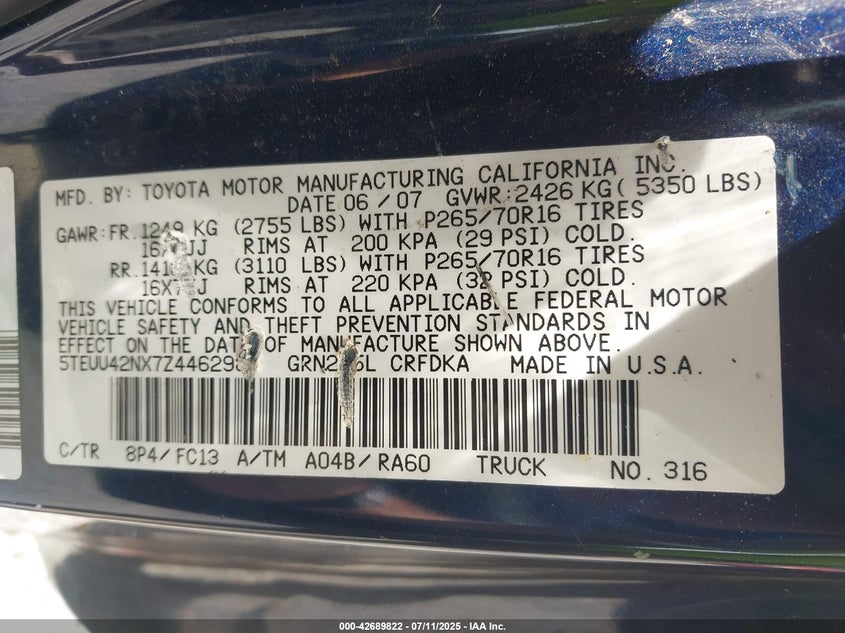 MFD. BY: TOYOTA MOTOR MANUFACTURING CALIFORNIA INC.
DATE 06 / 07 GVWR: 2426 KG ( 5350 LBS)
GAWR: FR. KG (2755 LBS) WITH P265/70R16 TIRES
RIMS AT 200 KPA (29 PSI) COLD.
RR. KG (3110 LBS) WITH P265/70R16 TIRES
RIMS AT 220 KPA (32 PSI) COLD.
THIS VEHICLE CONFORMS TO ALL APPLICABLE FEDERAL MOTOR
VEHICLE SAFETY AND THEFT PREVENTION STANDARDS IN
EFFECT ON THE DATE OF MANUFACTURE SHOWN ABOVE.
CRFDKA MADE IN U.S.A.
C/TR 8P4/FC13 A/TM A04B/RA60 TRUCK NO. 316
000-42689822 - 07/11/2025 - IAA Inc.